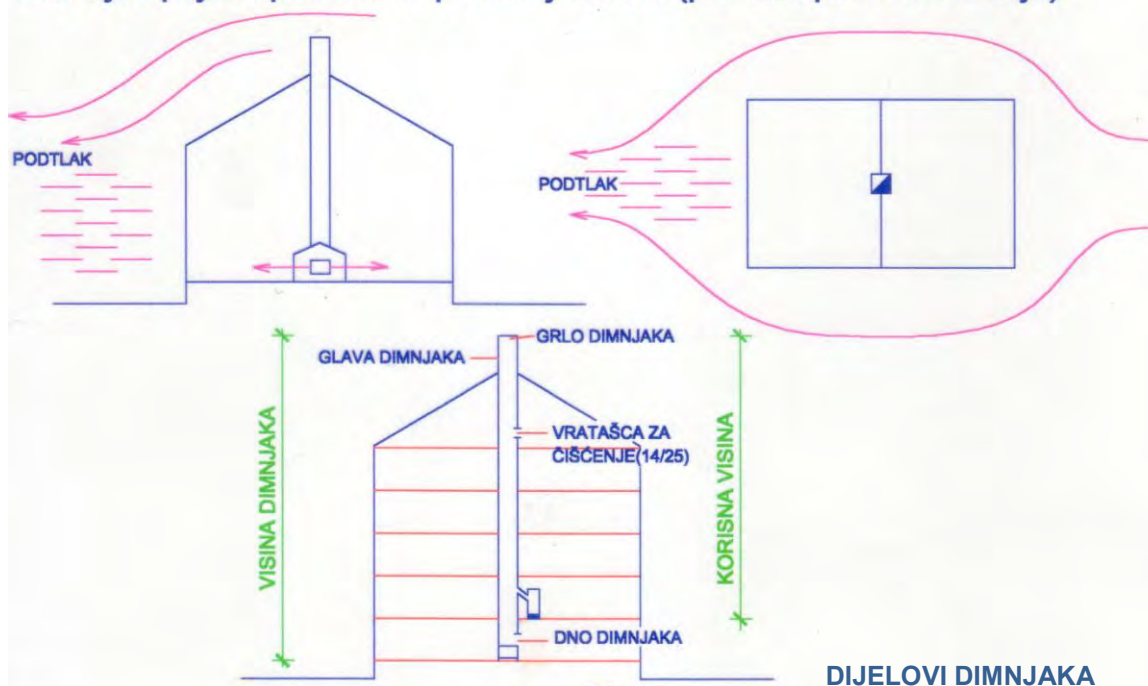 PODTLAK
PODTLAK
GRLO DIMNJAKA
GLAVA DIMNJAKA
VRATAŠCA ZA
ČIŠĆENJE(14/25)
VISINA DIMNJAKA
KORISNA VISINA
DNO DIMNJAKA
DIJELOVI DIMNJAKA